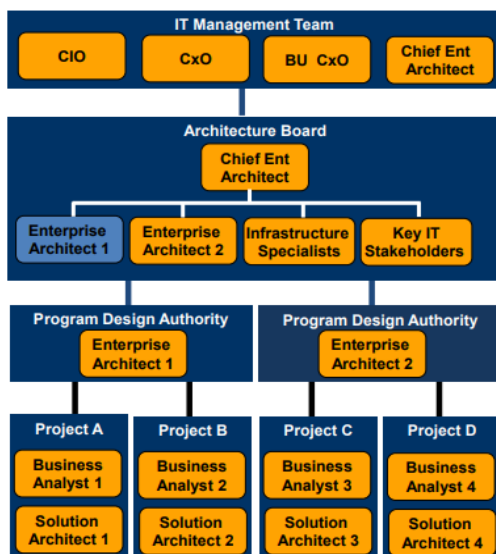 IT Management Team
CIO
CxO
BU CxO
Chief Ent
Architect
Architecture Board
Chief Ent
Architect
Enterprise
Architect 1
Enterprise
Architect 2
Infrastructure
Specialists
Key IT
Stakeholders
Program Design Authority
Enterprise
Architect 1
Program Design Authority
Enterprise
Architect 2
Project A
Business
Analyst 1
Solution
Architect 1
Project B
Business
Analyst 2
Solution
Architect 2
Project C
Business
Analyst 3
Solution
Architect 3
Project D
Business
Analyst 4
Solution
Architect 4